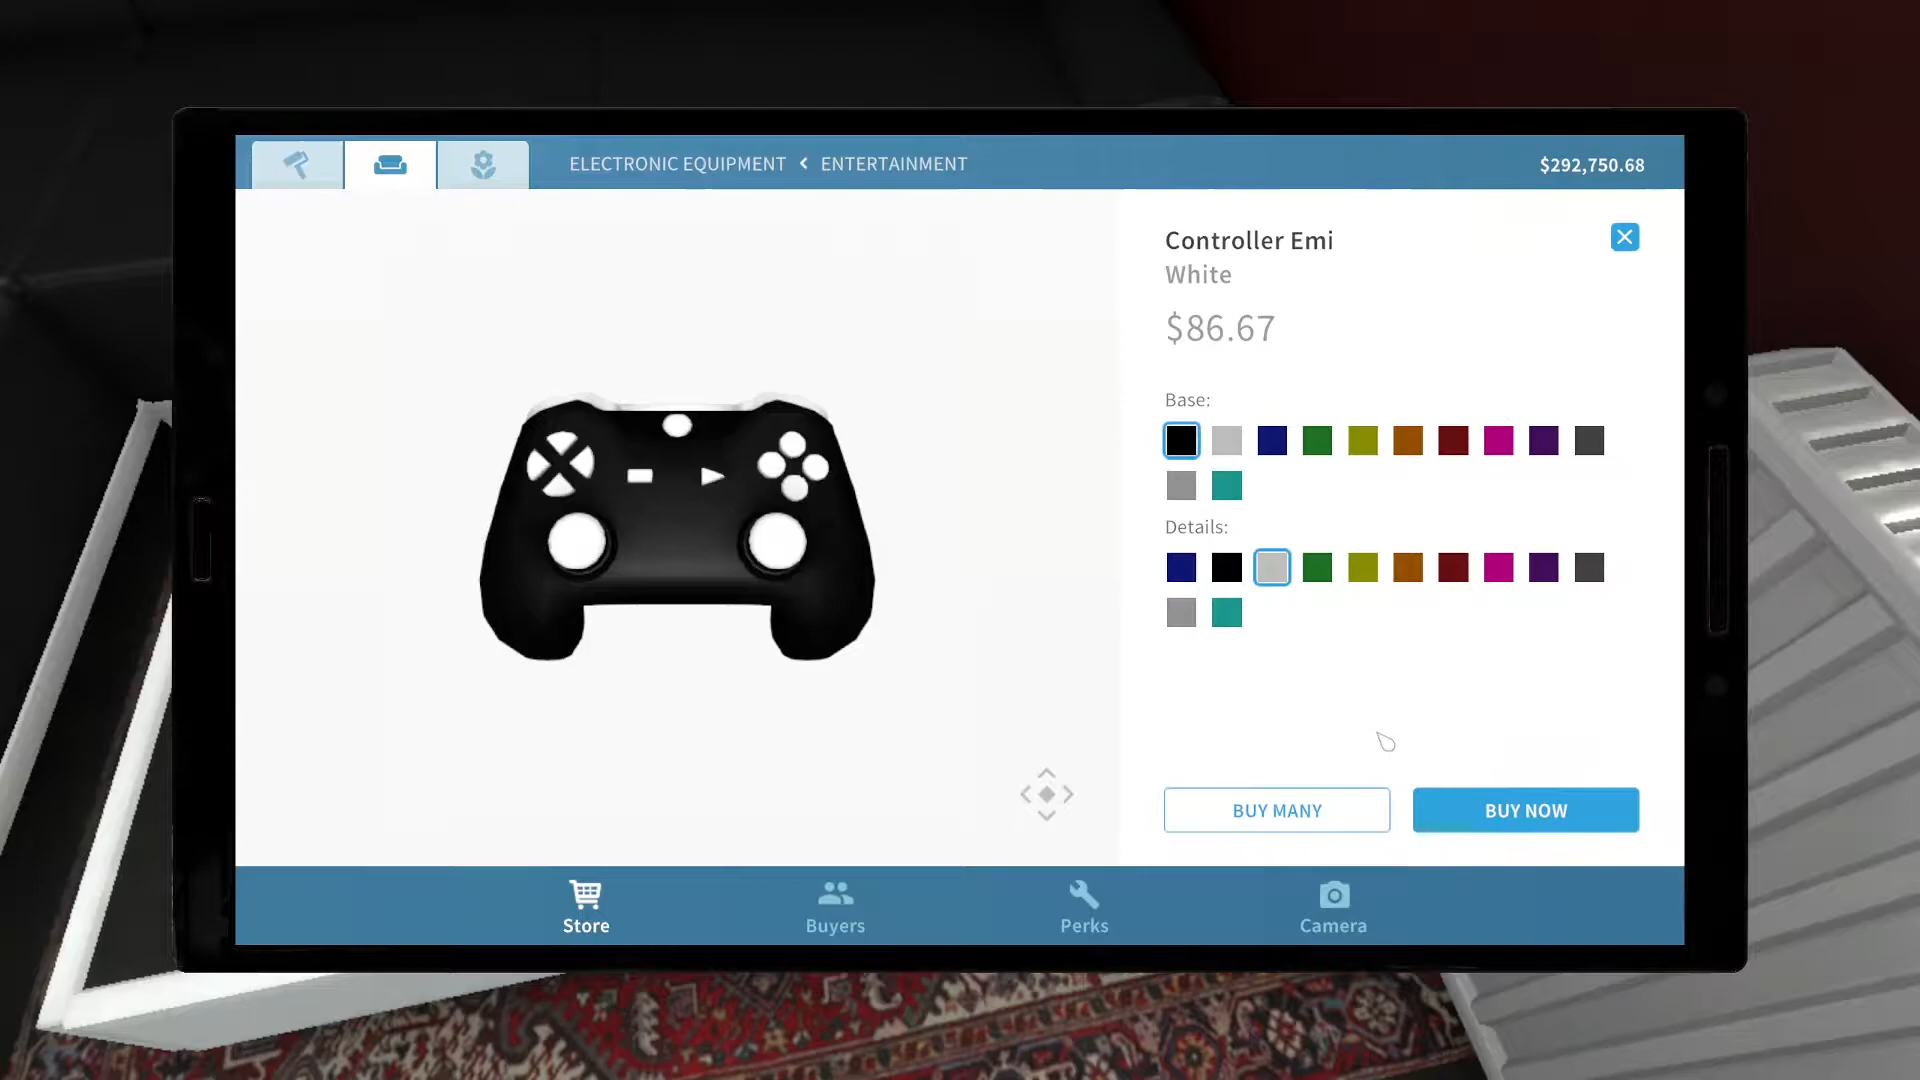 ELECTRONIC EQUIPMENT < ENTERTAINMENT
$292,750.68
Controller Emi
White
$86.67
Base:
Details:
BUY MANY
BUY NOW
Store
Buyers
Perks
Camera